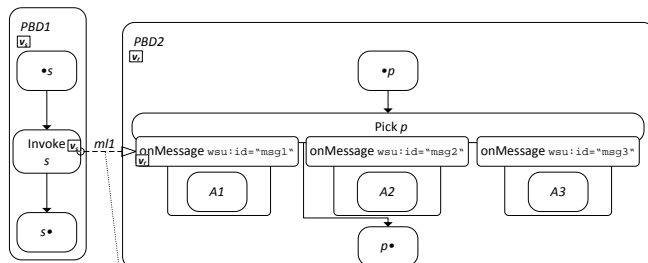 PBD1
vs
•s
Invoke vs
s
s•
ml1
PBD2
vr
•p
Pick p
onMessage wsu:id="msg1"
vr
onMessage wsu:id="msg2"
onMessage wsu:id="msg3"
A1
A2
A3
p•